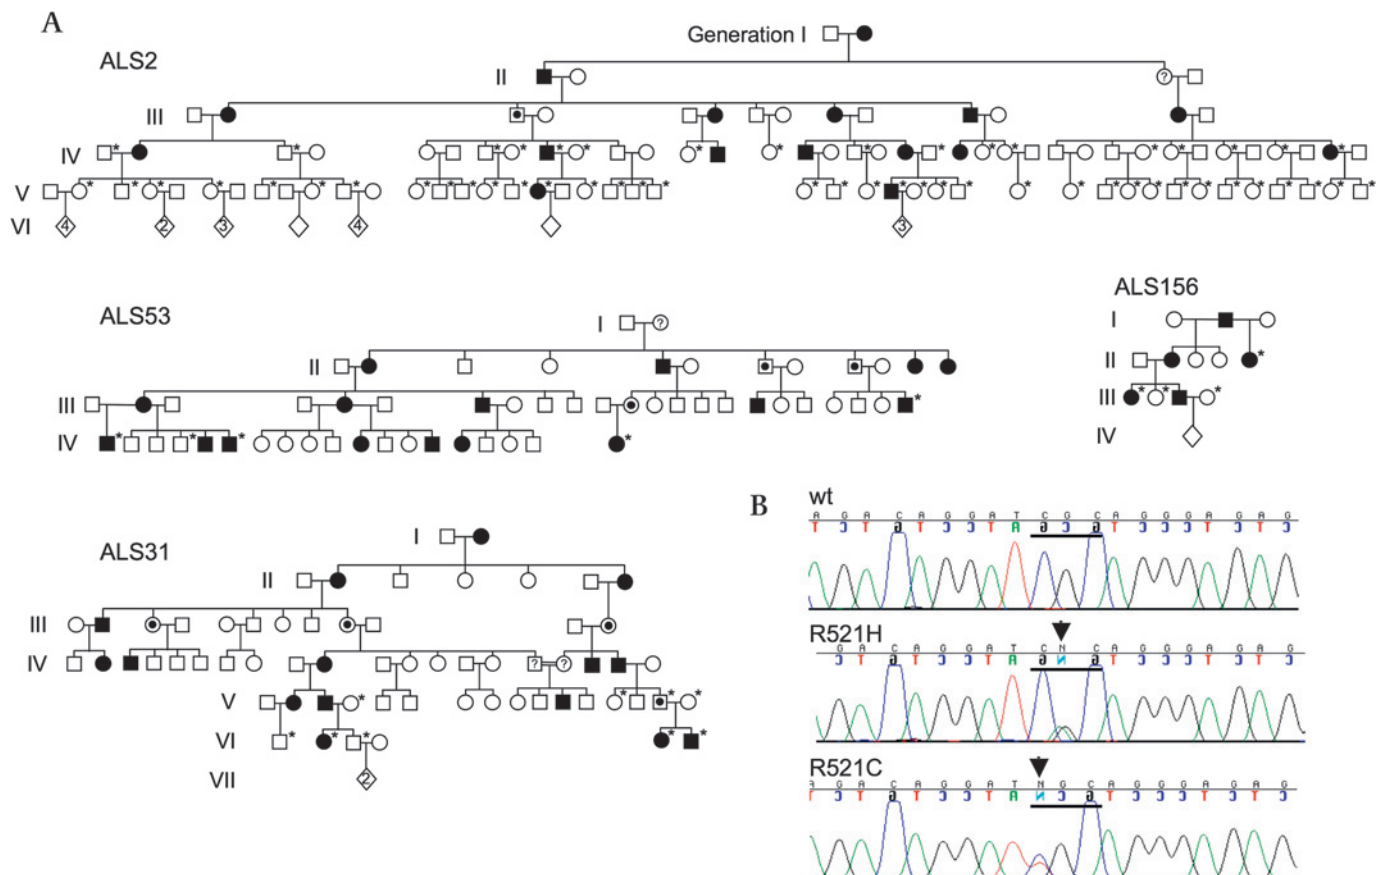 A
Generation I
ALS2
II
?
III
IV
V
VI
4 2 3 4 3
ALS53
I
?
II
III
IV
ALS156
I
II
III
IV
ALS31
I
II
III
IV
? ?
V
VI
VII
2
B
wt
A G A C A G G A T C G C A G G G A G A G
T C T G T C C T A G C G T C C C T C T C
R521H
G A C A G G A T C N C A G G G A G A G
C T G T C C T A G N G T C C C T C T C
R521C
A G A C A G G A T N G C A G G G A G A G
T C T G T C C T A N C G T C C C T C T C